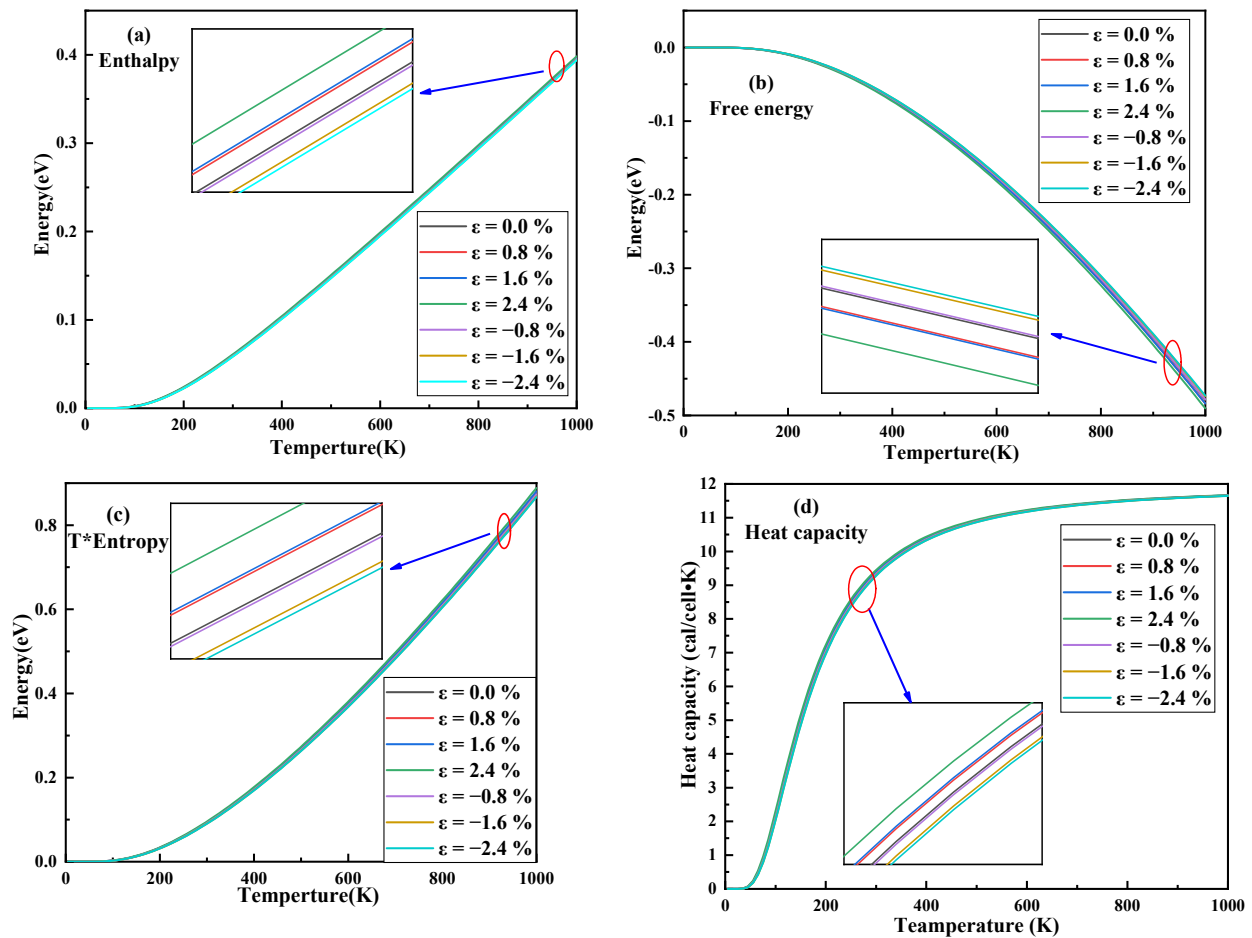 (a)
Enthalpy
Energy(eV)
0.4
0.3
0.2
0.1
0.0
ε = 0.0 %
ε = 0.8 %
ε = 1.6 %
ε = 2.4 %
ε = −0.8 %
ε = −1.6 %
ε = −2.4 %
0 200 400 600 800 1000
Temperture(K)
(b)
Free energy
Energy(eV)
0.0
-0.1
-0.2
-0.3
-0.4
-0.5
ε = 0.0 %
ε = 0.8 %
ε = 1.6 %
ε = 2.4 %
ε = −0.8 %
ε = −1.6 %
ε = −2.4 %
0 200 400 600 800 1000
Temperture(K)
(c)
T*Entropy
Energy(eV)
0.8
0.6
0.4
0.2
0.0
ε = 0.0 %
ε = 0.8 %
ε = 1.6 %
ε = 2.4 %
ε = −0.8 %
ε = −1.6 %
ε = −2.4 %
0 200 400 600 800 1000
Temperture(K)
(d)
Heat capacity
Heat capacity (cal/cell•K)
12
11
10
9
8
7
6
5
4
3
2
1
0
ε = 0.0 %
ε = 0.8 %
ε = 1.6 %
ε = 2.4 %
ε = −0.8 %
ε = −1.6 %
ε = −2.4 %
0 200 400 600 800 1000
Teamperature (K)